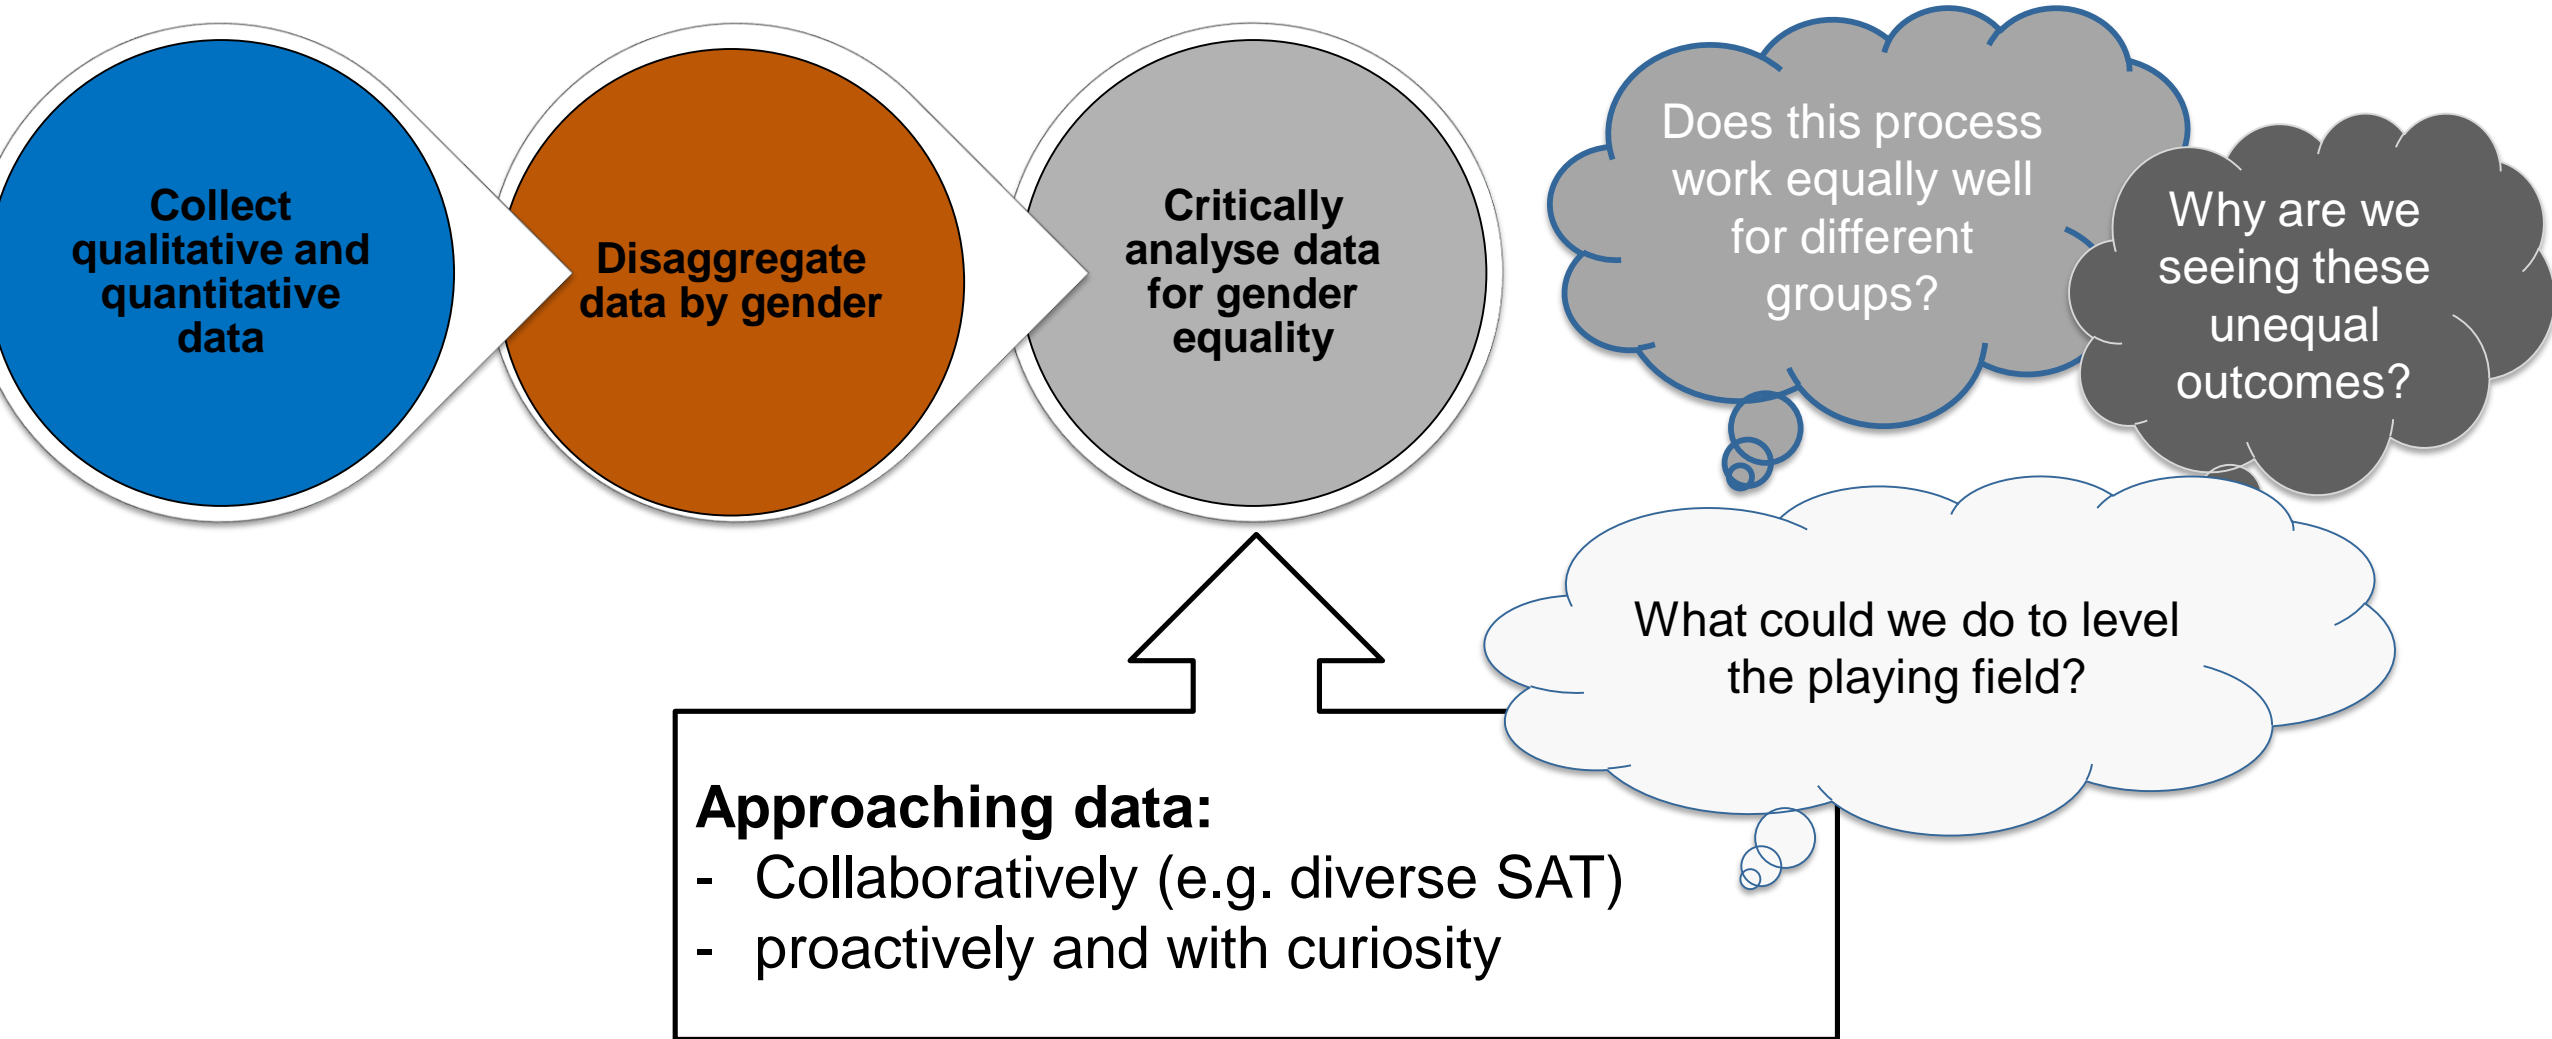 Collect
qualitative and
quantitative
data
Disaggregate
data by gender
Critically
analyse data
for gender
equality
Does this process
work equally well
for different
groups?
Why are we
seeing these
unequal
outcomes?
What could we do to level
the playing field?
Approaching data:
- Collaboratively (e.g. diverse SAT)
- proactively and with curiosity